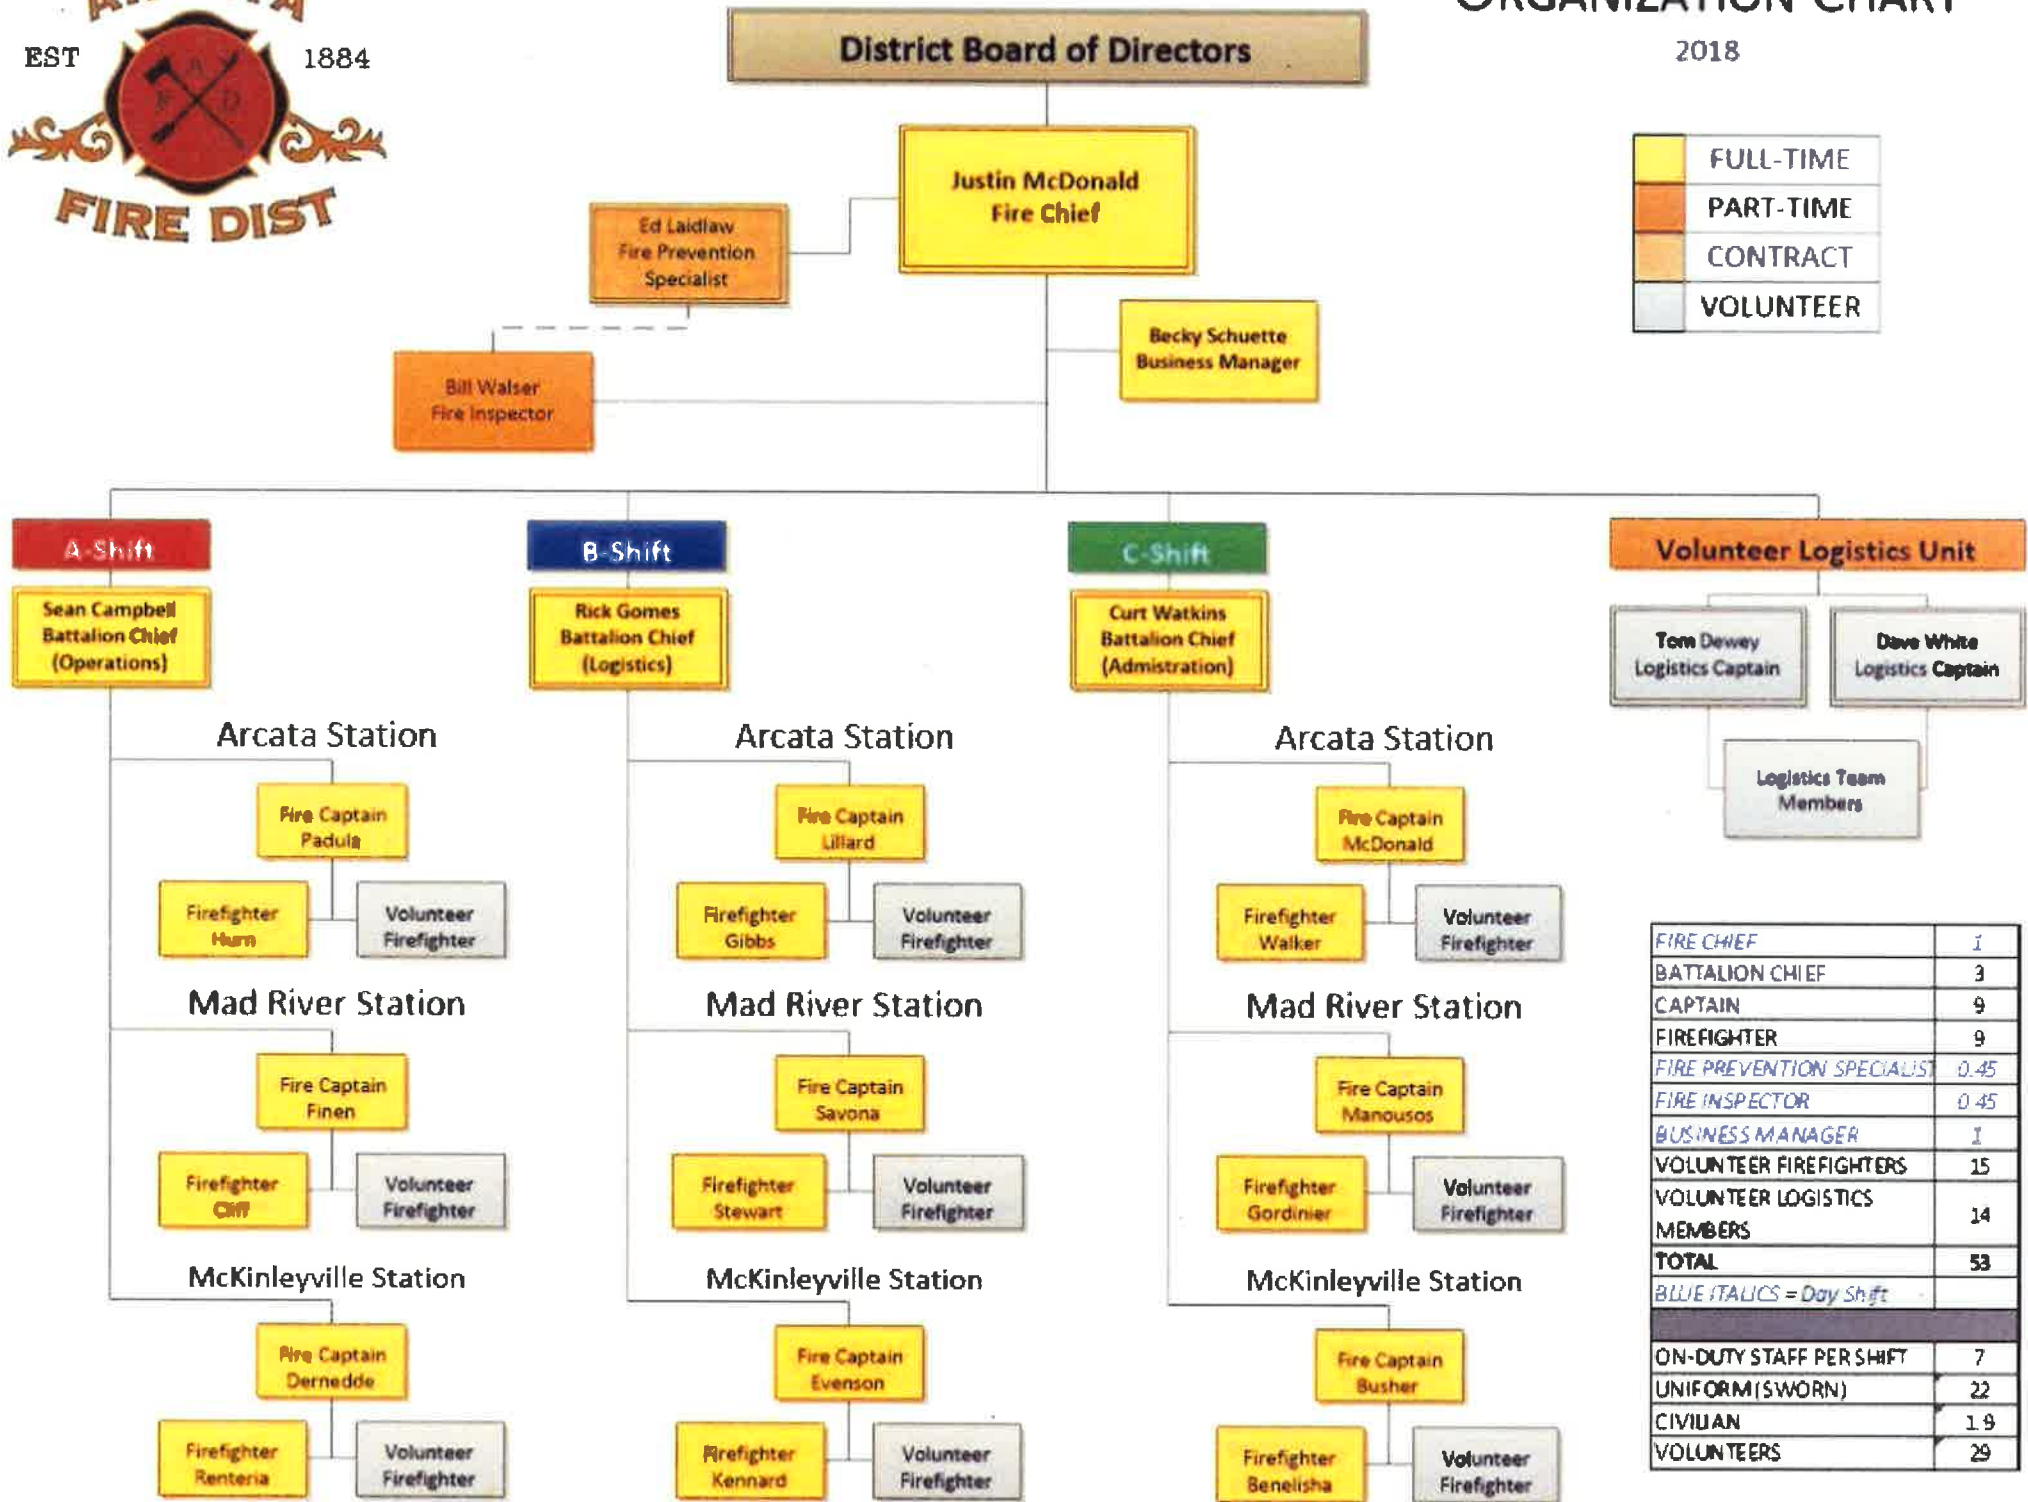 EST 1884
A
F D
FIRE DIST
ORGANIZATION CHART
2018
FULL-TIME
PART-TIME
CONTRACT
VOLUNTEER
District Board of Directors
Justin McDonald
Fire Chief
Ed Laidlaw
Fire Prevention
Specialist
Becky Schuette
Business Manager
Bill Walser
Fire Inspector
A-Shift
Sean Campbell
Battalion Chief
(Operations)
Arcata Station
Fire Captain
Padula
Firefighter
Hurn
Volunteer
Firefighter
Mad River Station
Fire Captain
Finen
Firefighter
Cliff
Volunteer
Firefighter
McKinleyville Station
Fire Captain
Dernedde
Firefighter
Renteria
Volunteer
Firefighter
B-Shift
Rick Gomes
Battalion Chief
(Logistics)
Arcata Station
Fire Captain
Lillard
Firefighter
Gibbs
Volunteer
Firefighter
Mad River Station
Fire Captain
Savona
Firefighter
Stewart
Volunteer
Firefighter
McKinleyville Station
Fire Captain
Evenson
Firefighter
Kennard
Volunteer
Firefighter
C-Shift
Curt Watkins
Battalion Chief
(Admistration)
Arcata Station
Fire Captain
McDonald
Firefighter
Walker
Volunteer
Firefighter
Mad River Station
Fire Captain
Manousos
Firefighter
Gordinier
Volunteer
Firefighter
McKinleyville Station
Fire Captain
Busher
Firefighter
Benelisha
Volunteer
Firefighter
Volunteer Logistics Unit
Tom Dewey
Logistics Captain
Dave White
Logistics Captain
Logistics Team
Members
FIRE CHIEF 1
BATTALION CHIEF 3
CAPTAIN 9
FIREFIGHTER 9
FIRE PREVENTION SPECIALIST 0.45
FIRE INSPECTOR 0.45
BUSINESS MANAGER 1
VOLUNTEER FIREFIGHTERS 15
VOLUNTEER LOGISTICS
MEMBERS 14
TOTAL 53
BLUE ITALICS = Day Shift
ON-DUTY STAFF PER SHIFT 7
UNIFORM (SWORN) 22
CIVILIAN 1.9
VOLUNTEERS 29